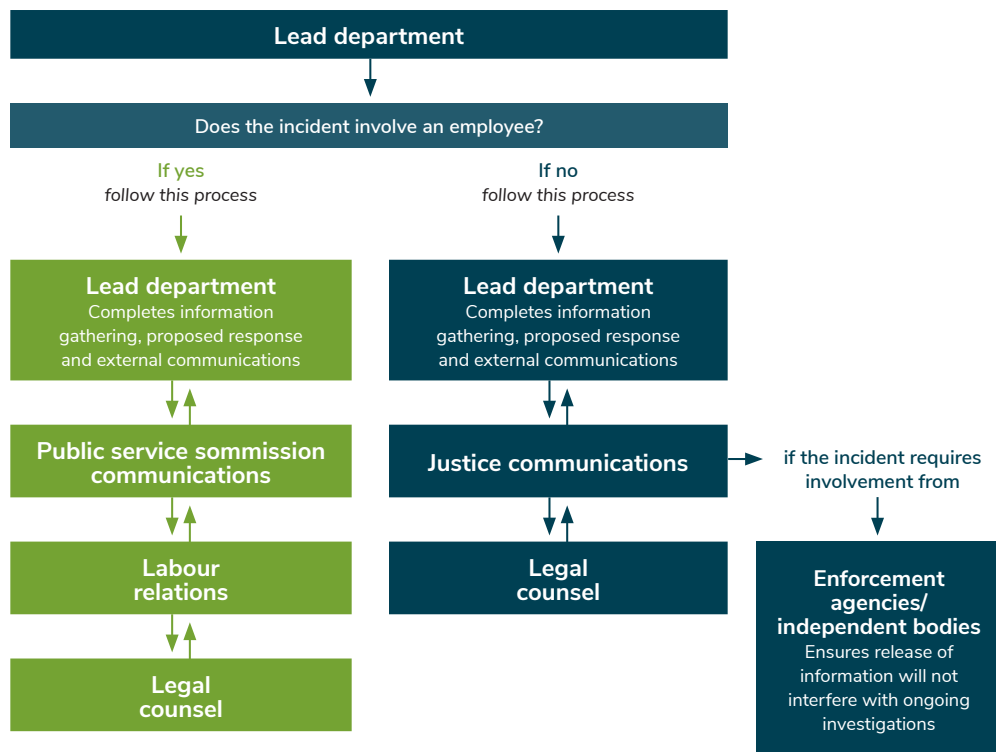 Lead department
Does the incident involve an employee?
If yes
follow this process
Lead department
Completes information
gathering, proposed response
and external communications
Public service sommission
communications
Labour
relations
Legal
counsel
If no
follow this process
Lead department
Completes information
gathering, proposed response
and external communications
Justice communications
Legal
counsel
if the incident requires
involvement from
Enforcement
agencies/
independent bodies
Ensures release of
information will not
interfere with ongoing
investigations